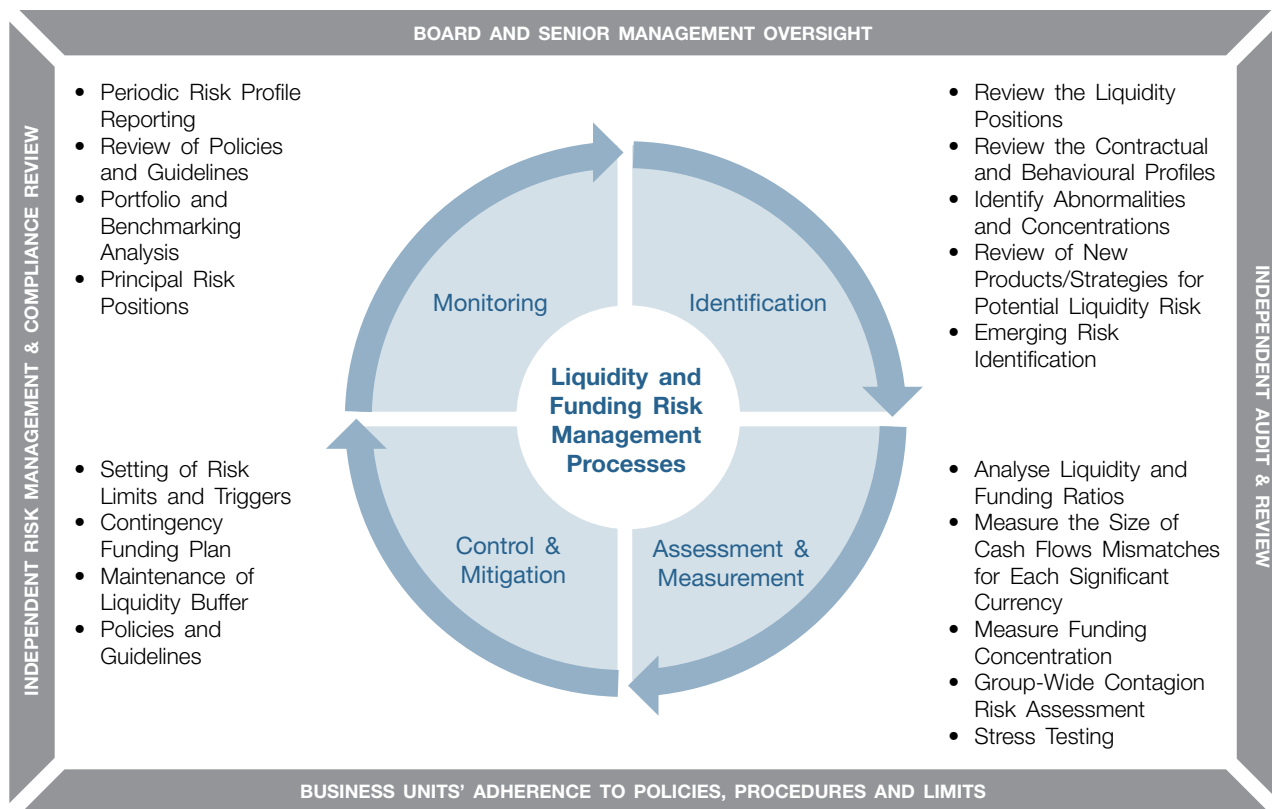 BOARD AND SENIOR MANAGEMENT OVERSIGHT
INDEPENDENT RISK MANAGEMENT & COMPLIANCE REVIEW
• Periodic Risk Profile
Reporting
• Review of Policies
and Guidelines
• Portfolio and
Benchmarking
Analysis
• Principal Risk
Positions
• Review the Liquidity
Positions
• Review the Contractual
and Behavioural Profiles
• Identify Abnormalities
and Concentrations
• Review of New
Products/Strategies for
Potential Liquidity Risk
• Emerging Risk
Identification
Monitoring
Identification
Liquidity and
Funding Risk
Management
Processes
Control &
Mitigation
Assessment &
Measurement
• Setting of Risk
Limits and Triggers
• Contingency
Funding Plan
• Maintenance of
Liquidity Buffer
• Policies and
Guidelines
• Analyse Liquidity and
Funding Ratios
• Measure the Size of
Cash Flows Mismatches
for Each Significant
Currency
• Measure Funding
Concentration
• Group-Wide Contagion
Risk Assessment
• Stress Testing
INDEPENDENT AUDIT & REVIEW
BUSINESS UNITS' ADHERENCE TO POLICIES, PROCEDURES AND LIMITS